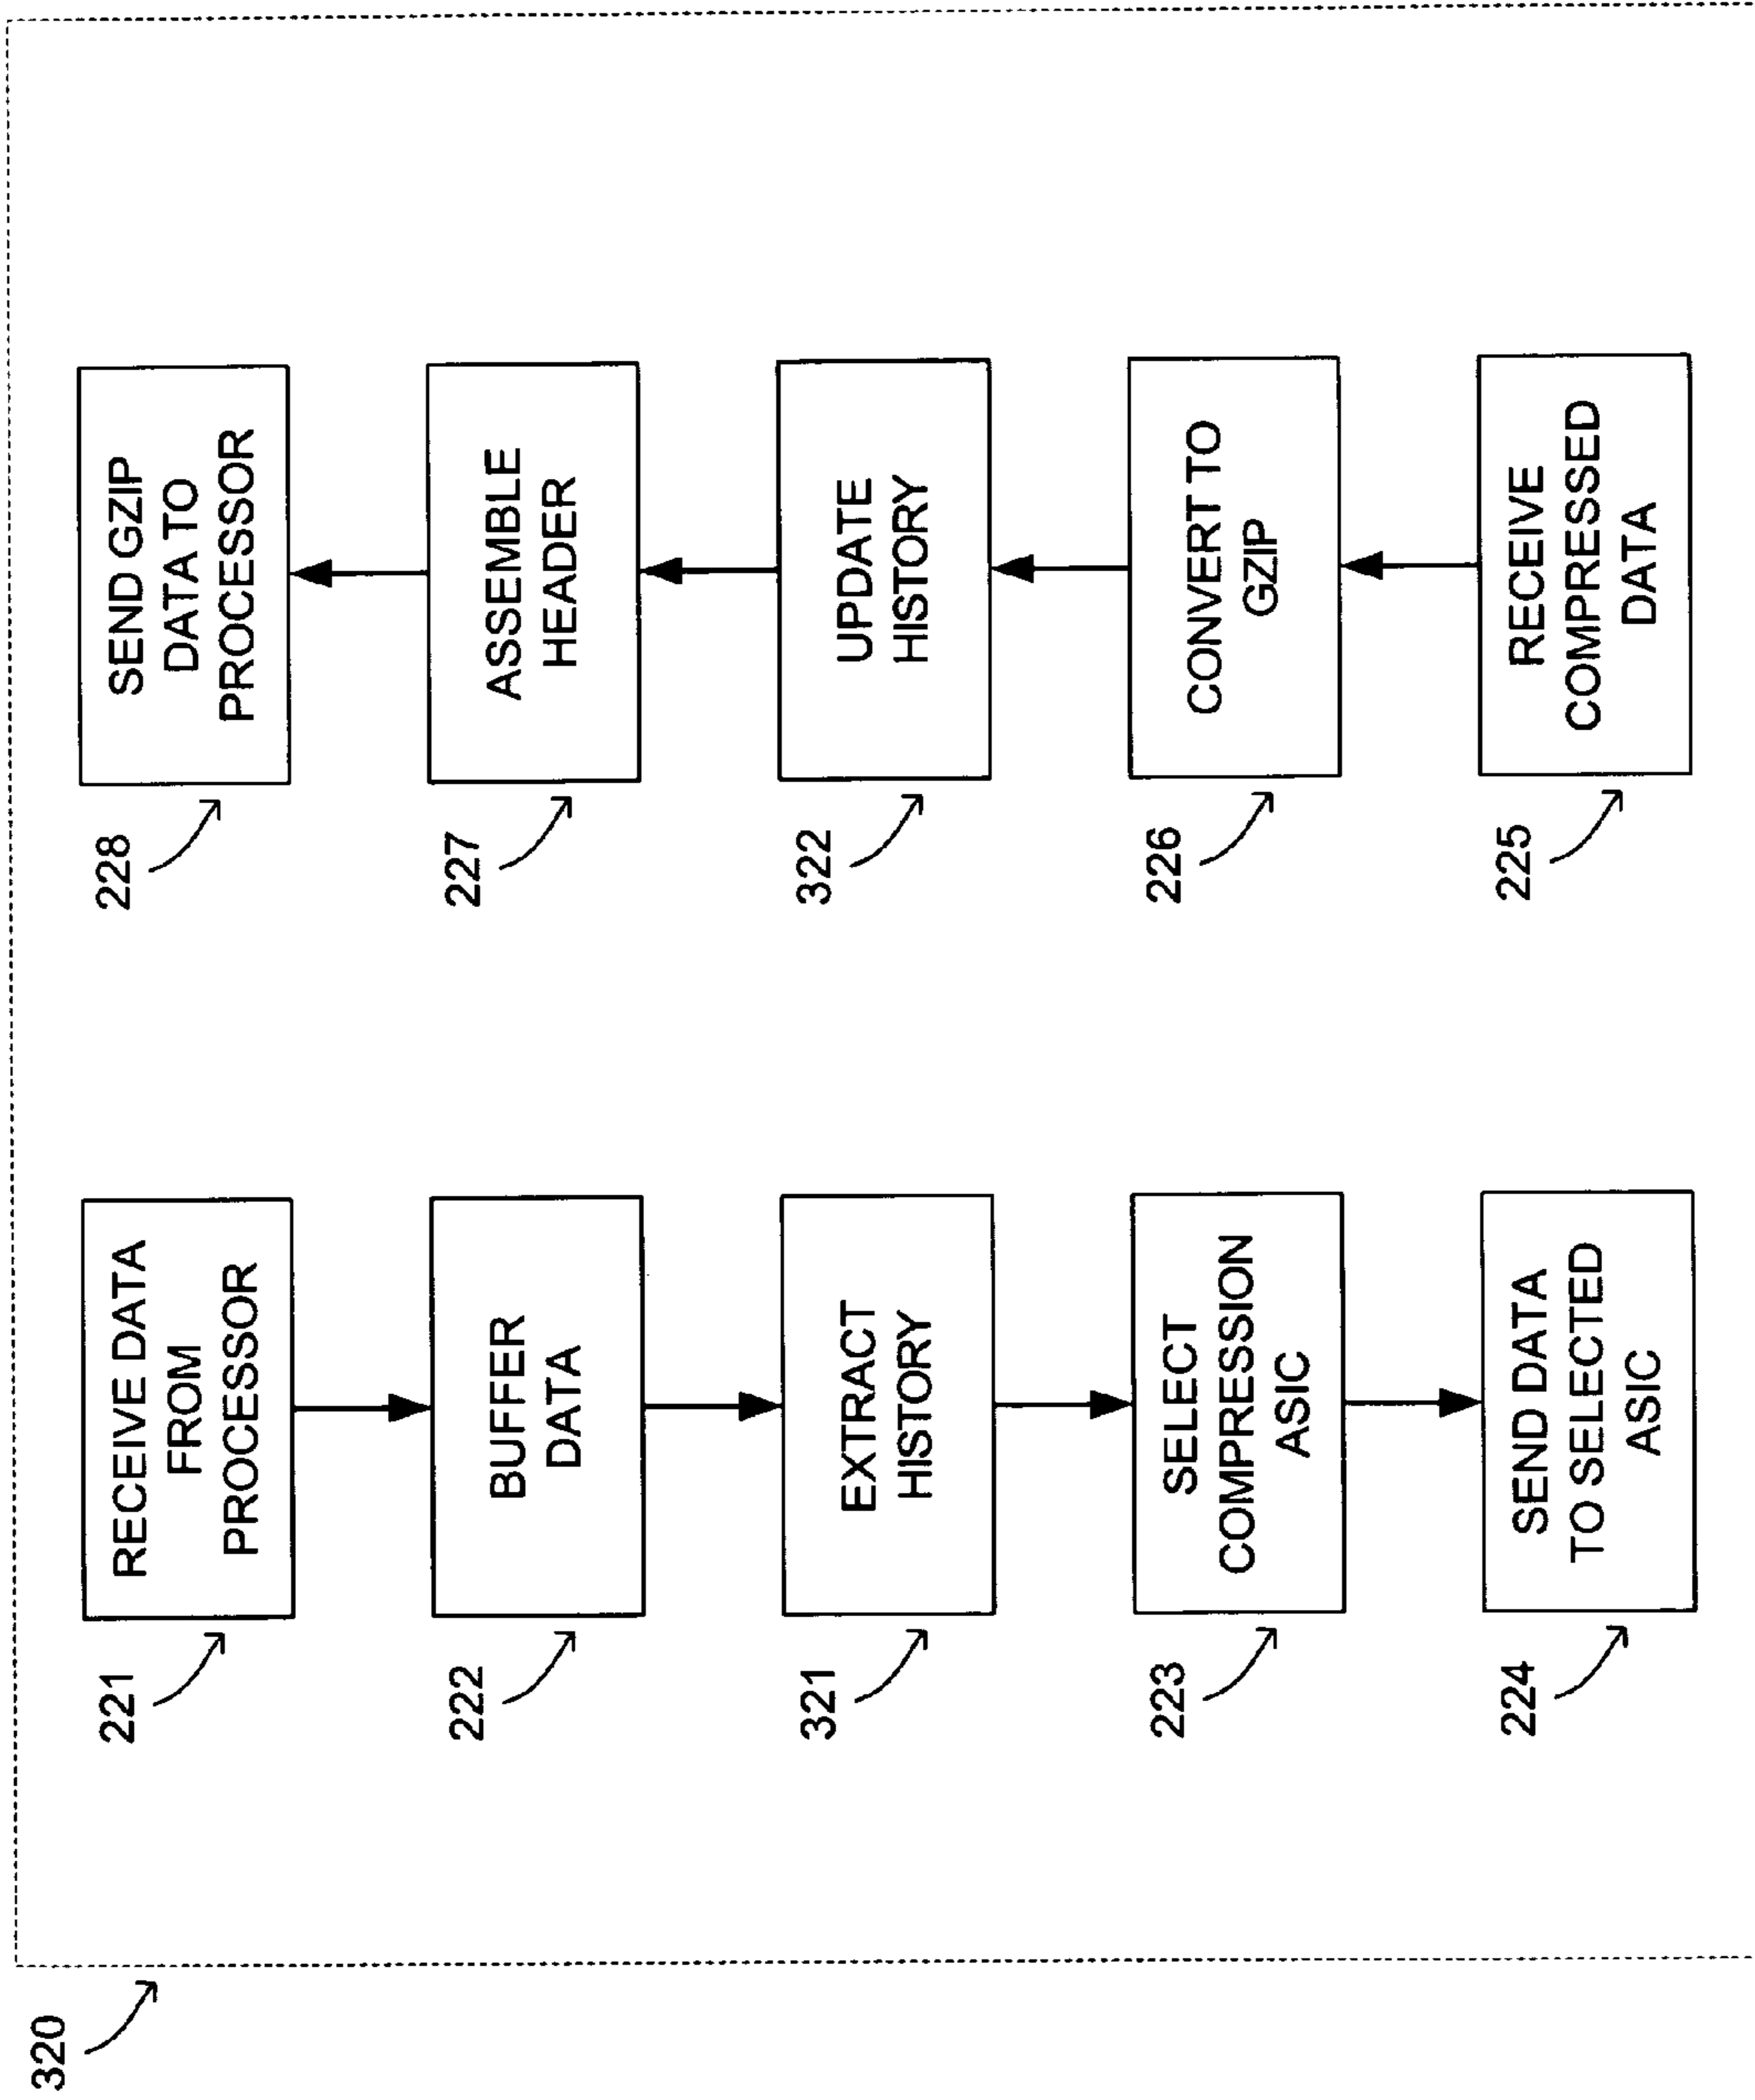 320
221
RECEIVE DATA
FROM
PROCESSOR
222
BUFFER
DATA
321
EXTRACT
HISTORY
223
SELECT
COMPRESSION
ASIC
224
SEND DATA
TO SELECTED
ASIC
228
SEND GZIP
DATA TO
PROCESSOR
227
ASSEMBLE
HEADER
322
UPDATE
HISTORY
226
CONVERT TO
GZIP
225
RECEIVE
COMPRESSED
DATA